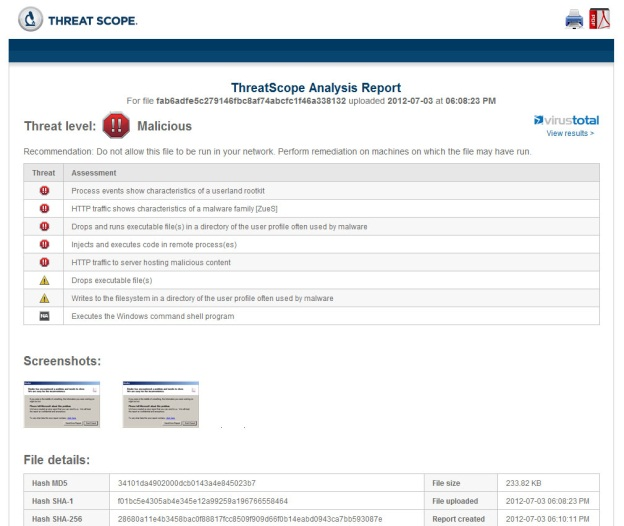 THREAT SCOPE.
ThreatScope Analysis Report
For file fab6adfe5c279146fbc8af74abcfc1f46a338132 uploaded 2012-07-03 at 06:08:23 PM
Threat level: Malicious
virustotal
View results >
Recommendation: Do not allow this file to be run in your network. Perform remediation on machines on which the file may have run.
Threat Assessment
Process events show characteristics of a userland rootkit
HTTP traffic shows characteristics of a malware family [ZueS]
Drops and runs executable file(s) in a directory of the user profile often used by malware
Injects and executes code in remote process(es)
HTTP traffic to server hosting malicious content
Drops executable file(s)
Writes to the filesystem in a directory of the user profile often used by malware
NA Executes the Windows command shell program
Screenshots:
File details:
Hash MD5 34101da4902000dcb0143a4e845023b7 File size 233.82 KB
Hash SHA-1 f01bc5e4305ab4e345e12a99259a196766558464 File uploaded 2012-07-03 06:08:23 PM
Hash SHA-256 28680a11e4b3458bac0f88817fcc8509f909d66f0b14eabd0943ca7bb593087e Report created 2012-07-03 06:10:11 PM